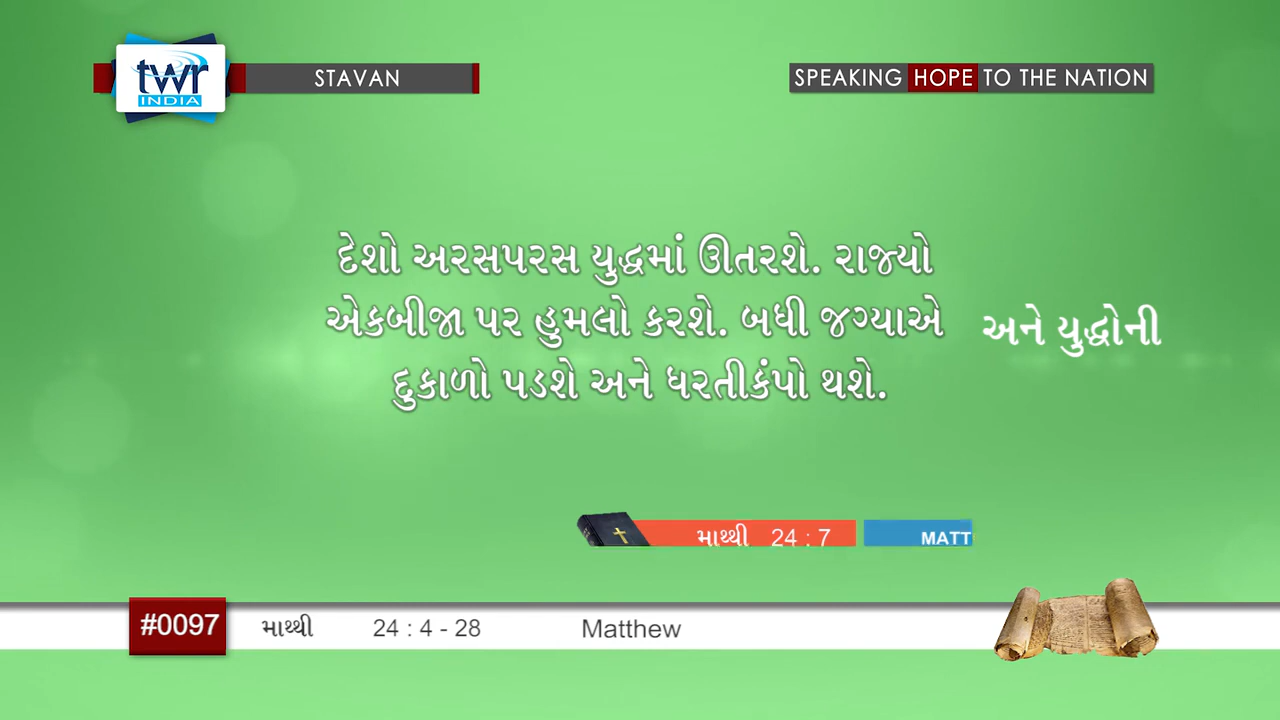 twr
INDIA
STAVAN
SPEAKING HOPE TO THE NATION
દેશો અરસપરસ યુદ્ધમાં ઊતરશે. રાજ્યો
એકબીજા પર હુમલો કરશે. બધી જગ્યાએ
દુકાળો પડશે અને ધરતીકંપો થશે.
અને યુદ્ધોની
માથ્થી 24 : 7
MATT
#0097 માથ્થી 24 : 4 - 28 Matthew